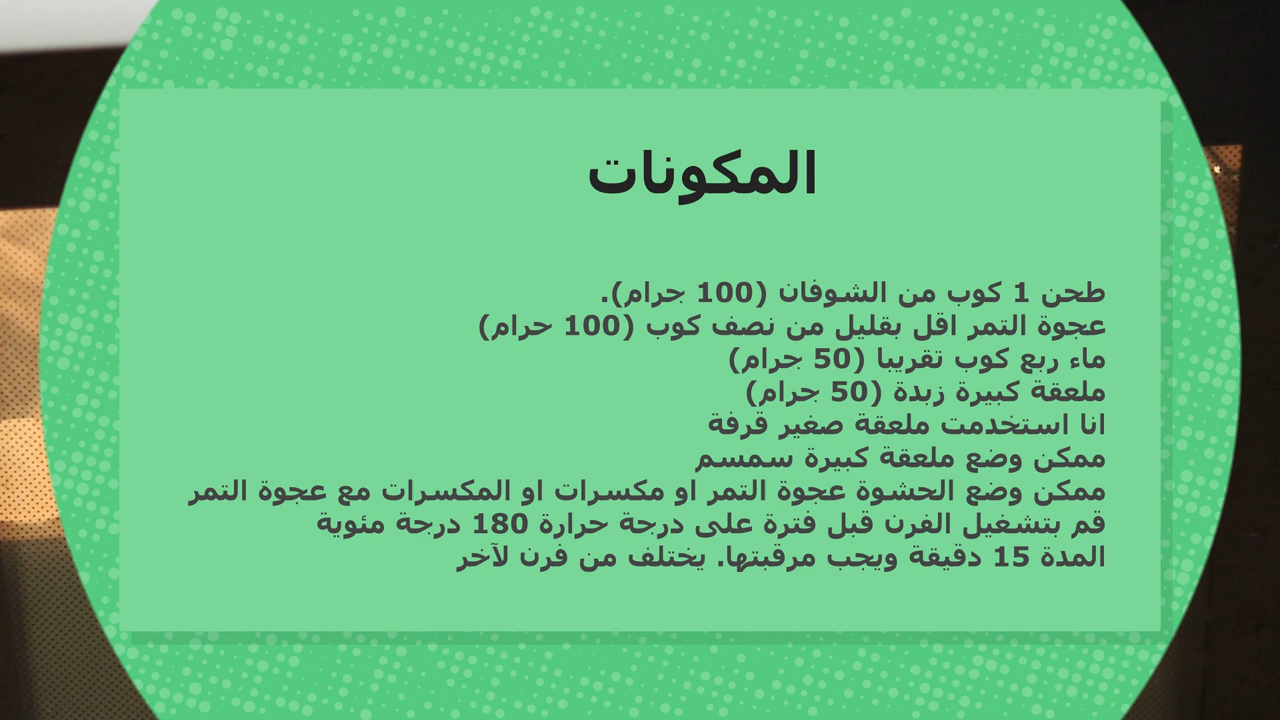 المكونات
طحن 1 كوب من الشوفان (100 جرام).
عجوة التمر اقل بقليل من نصف كوب (100 حرام)
ماء ربع كوب تقريبا (50 جرام)
ملعقة كبيرة زبدة (50 حرام)
انا استخدمت ملعقة صغير قرفة
ممكن وضع ملعقة كبيرة سمسم
ممكن وضع الحشوة عجوة التمر او مكسرات او المكسرات مع عجوة التمر
قم بتشغيل الفرن قبل فترة على درجة حرارة 180 درجة مئوية
المدة 15 دقيقة ويجب مرقبتها. يختلف من فرن لآخر